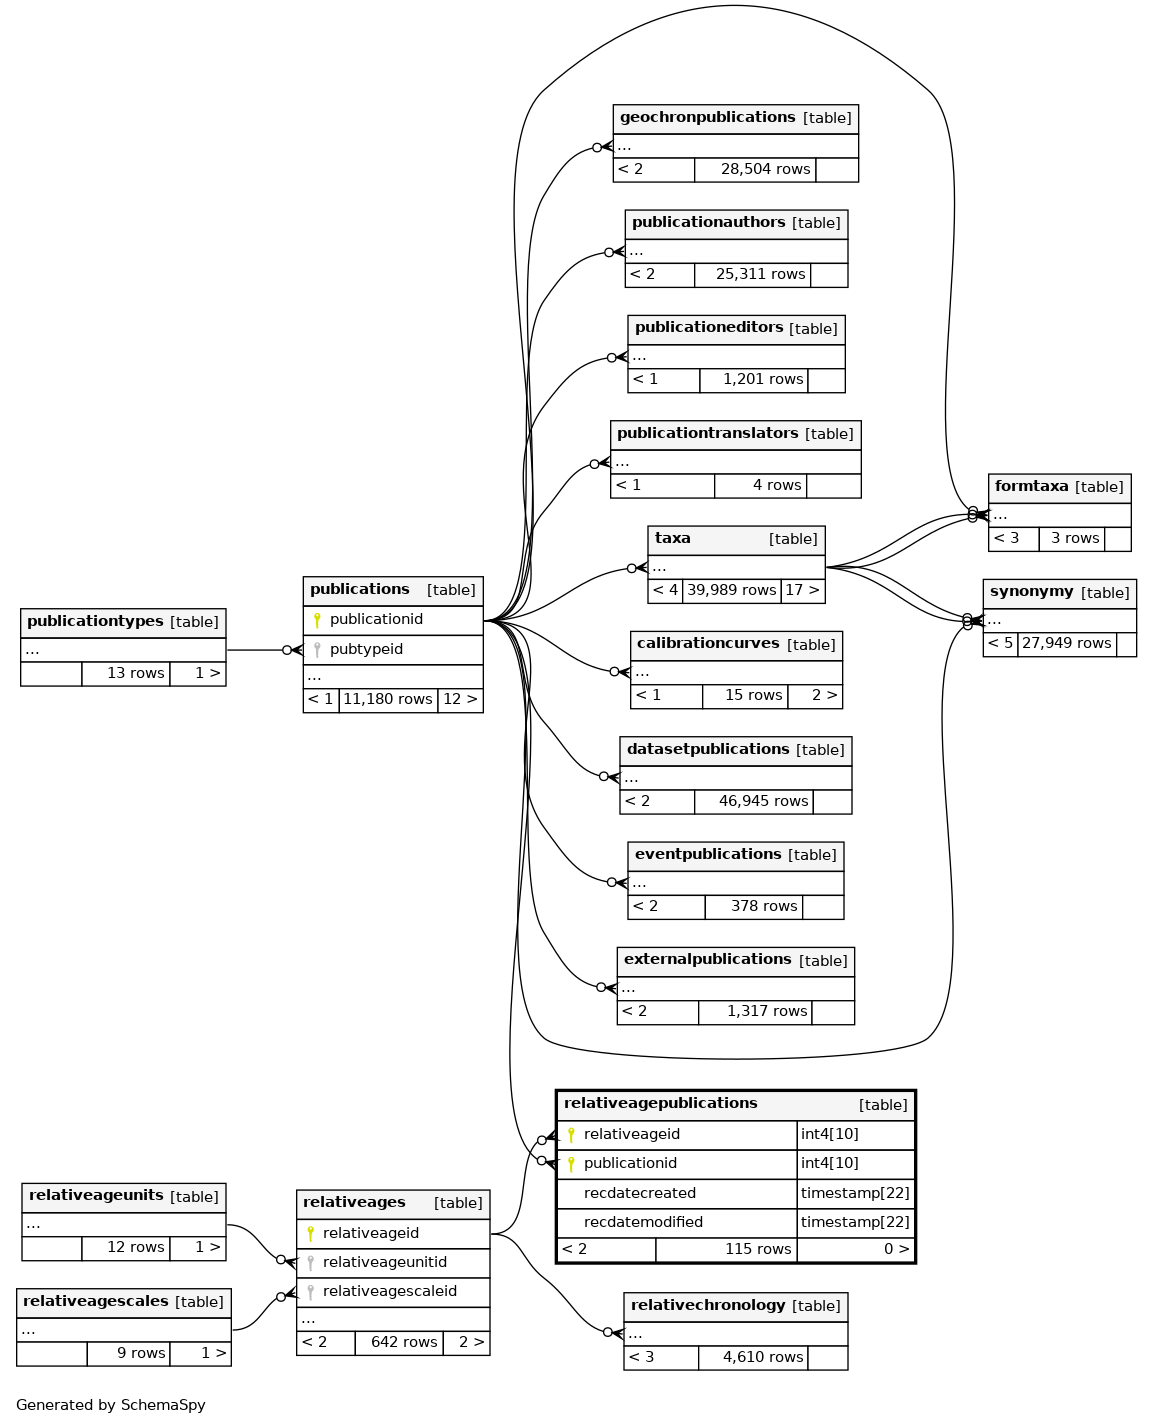 geochronpublications [table]
...
< 2 28,504 rows
publicationauthors [table]
...
< 2 25,311 rows
publicationeditors [table]
...
< 1 1,201 rows
publicationtranslators [table]
...
< 1 4 rows
formtaxa [table]
...
< 3 3 rows
taxa [table]
...
< 4 39,989 rows 17 >
synonymy [table]
...
< 5 27,949 rows
publications [table]
publicationid
pubtypeid
...
< 1 11,180 rows 12 >
publicationtypes [table]
...
13 rows 1 >
calibrationcurves [table]
...
< 1 15 rows 2 >
datasetpublications [table]
...
< 2 46,945 rows
eventpublications [table]
...
< 2 378 rows
externalpublications [table]
...
< 2 1,317 rows
relativeagepublications [table]
relativeageid int4[10]
publicationid int4[10]
recdatecreated timestamp[22]
recdatemodified timestamp[22]
< 2 115 rows 0 >
relativeageunits [table]
...
12 rows 1 >
relativeages [table]
relativeageid
relativeageunitid
relativeagescaleid
...
< 2 642 rows 2 >
relativeagescales [table]
...
9 rows 1 >
relativechronology [table]
...
< 3 4,610 rows
Generated by SchemaSpy